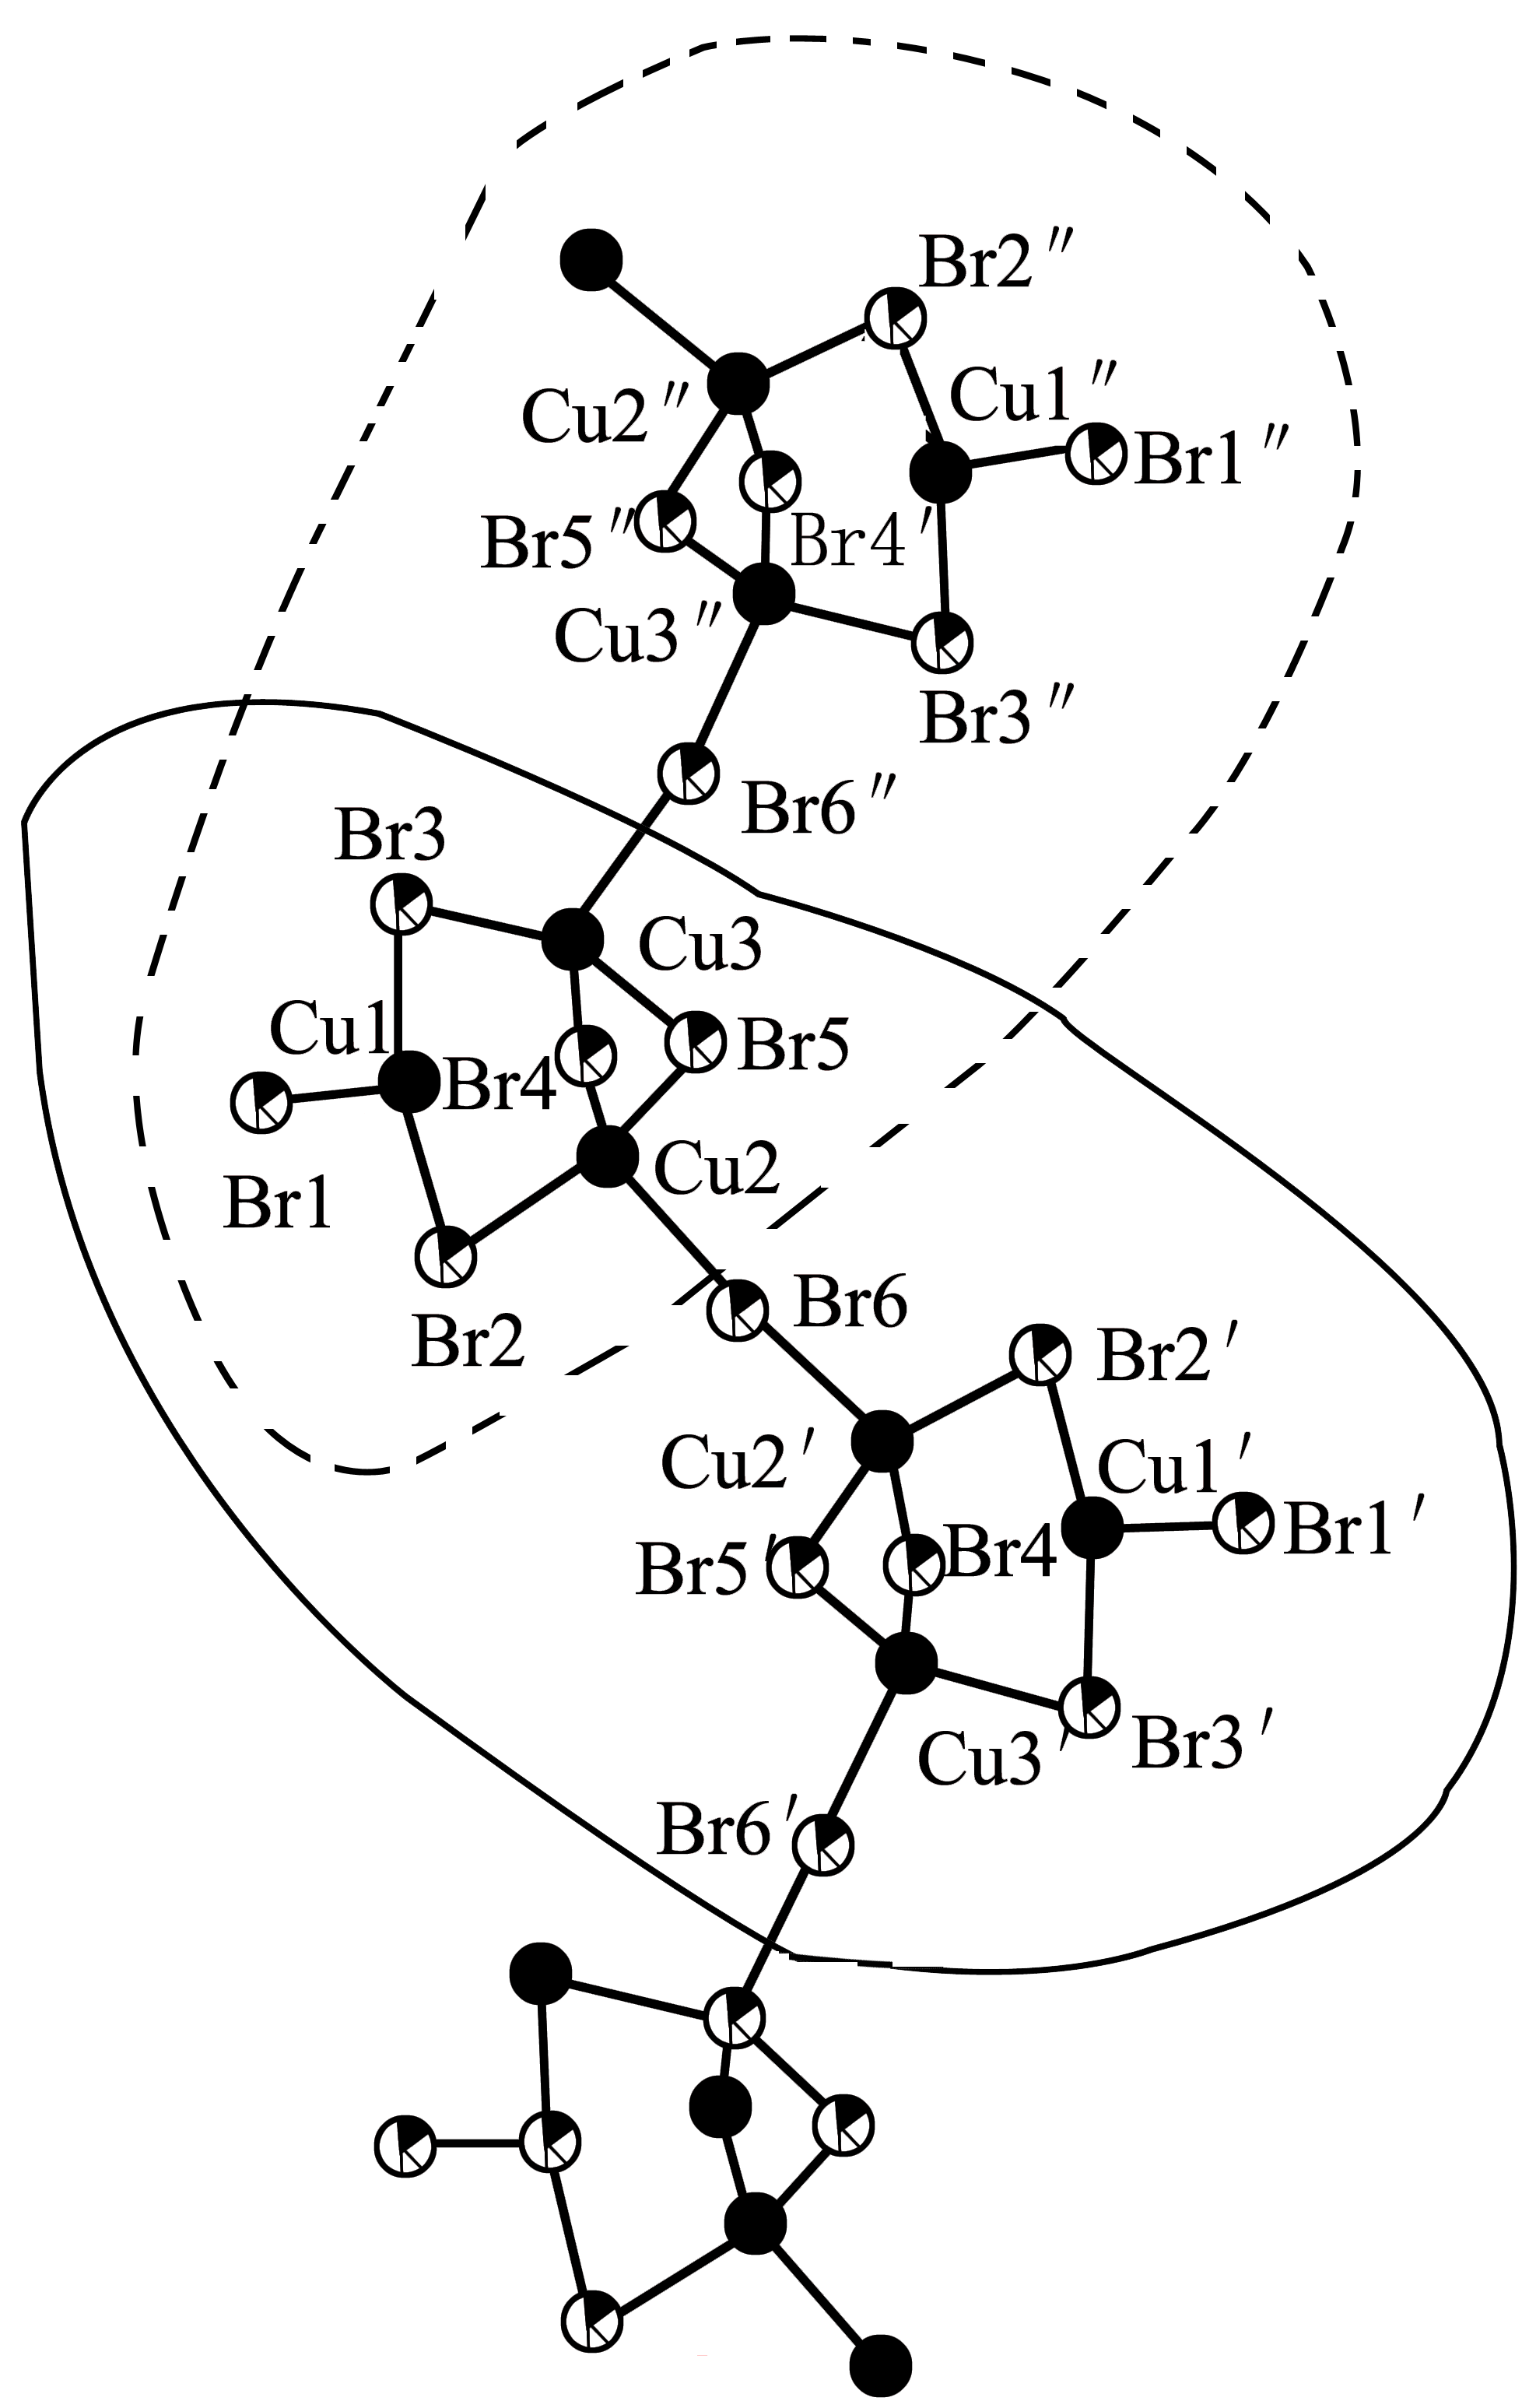 Br2″
Cu1″
Cu2″
Br1″
Br5″
Br4′
Cu3″
Br3″
Br6″
Br3
Cu3
Cu1
Br5
Br4
Cu2
Br1
Br6
Br2
Br2′
Cu2′
Cu1′
Br1′
Br4
Br5′
Br3′
Cu3′
Br6′